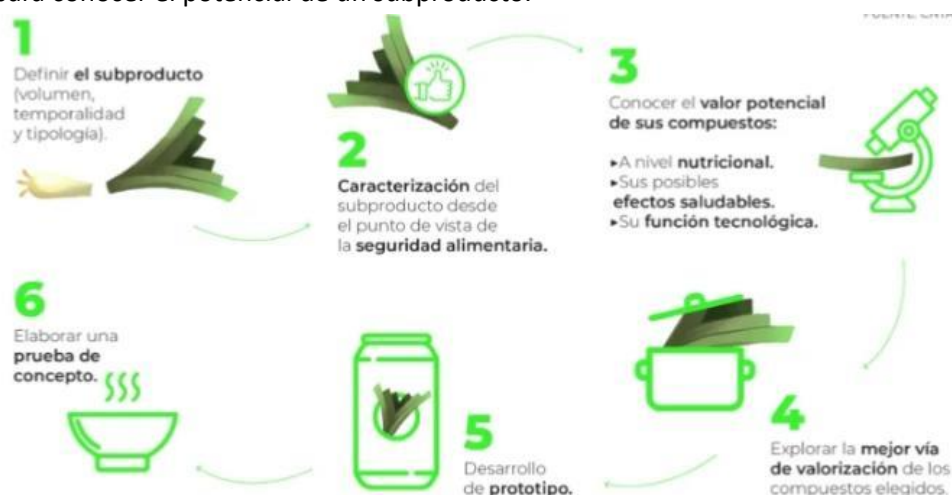 para conocer el potencial de un subproducto.
1
Definir el subproducto
(volumen,
temporalidad
y tipología).
2
Caracterización del
subproducto desde
el punto de vista de
la seguridad alimentaria.
3
Conocer el valor potencial
de sus compuestos:
▸A nivel nutricional.
▸Sus posibles
efectos saludables.
▸Su función tecnológica.
4
Explorar la mejor vía
de valorización de los
compuestos elegidos.
5
Desarrollo
de prototipo.
6
Elaborar una
prueba de
concepto.